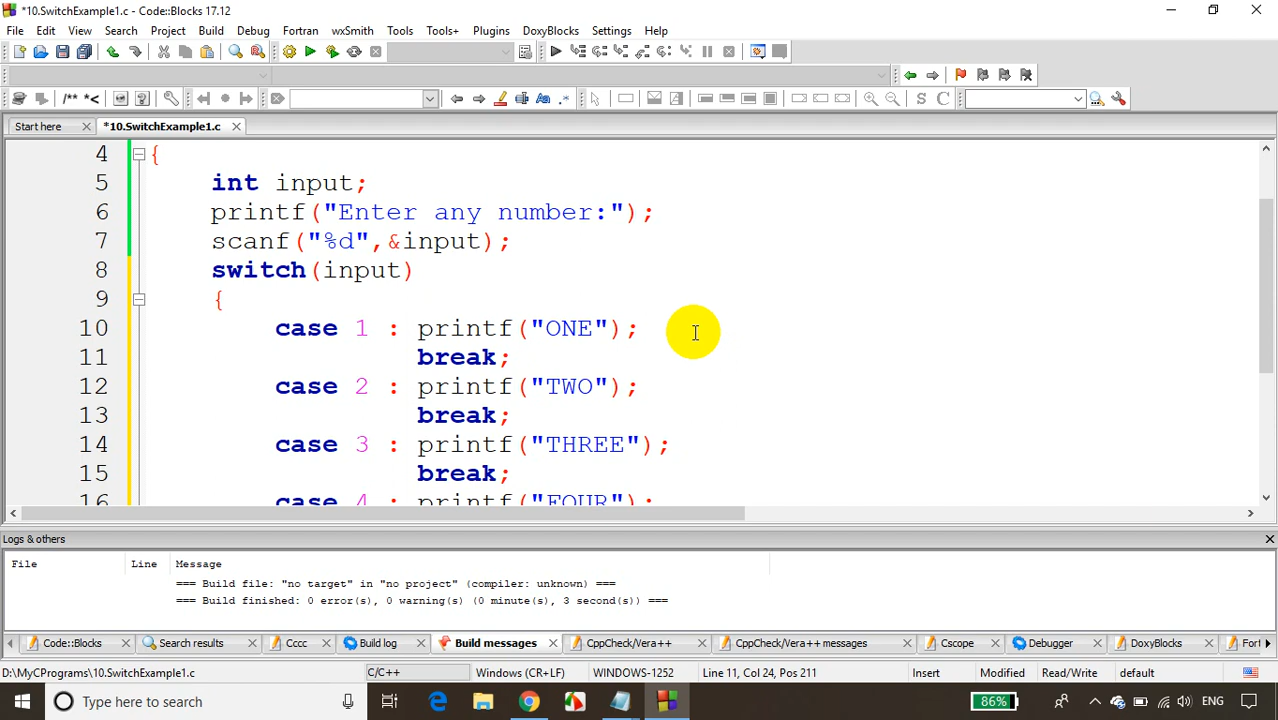 *10.SwitchExample1.c - Code::Blocks 17.12
File Edit View Search Project Build Debug Fortran wxSmith Tools Tools+ Plugins DoxyBlocks Settings Help
/** *<
S C
Start here *10.SwitchExample1.c
4 {
5 int input;
6 printf("Enter any number:");
7 scanf("%d",&input);
8 switch(input)
9 {
10 case 1 : printf("ONE");
11 break;
12 case 2 : printf("TWO");
13 break;
14 case 3 : printf("THREE");
15 break;
16 case 4 : printf("FOUR");
Logs & others
File Line Message
=== Build file: "no target" in "no project" (compiler: unknown) ===
=== Build finished: 0 error(s), 0 warning(s) (0 minute(s), 3 second(s)) ===
Code::Blocks Search results Cccc Build log Build messages CppCheck/Vera++ CppCheck/Vera++ messages Cscope Debugger DoxyBlocks Fort
D:\MyCPrograms\10.SwitchExample1.c C/C++ Windows (CR+LF) WINDOWS-1252 Line 11, Col 24, Pos 211 Insert Modified Read/Write default
Type here to search 86% ENG